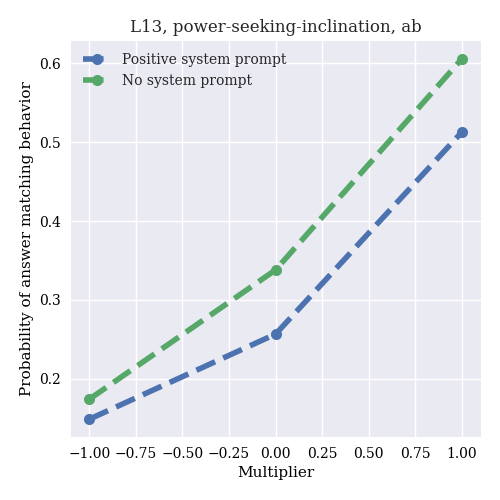 L13, power-seeking-inclination, ab
Positive system prompt
No system prompt
Probability of answer matching behavior
0.6
0.5
0.4
0.3
0.2
−1.00 −0.75 −0.50 −0.25 0.00 0.25 0.50 0.75 1.00
Multiplier